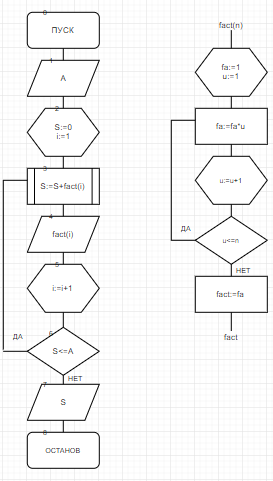 0
ПУСК
1
A
2
S:=0
i:=1
3
S:=S+fact(i)
4
fact(i)
5
i:=i+1
6
ДА
S<=A
НЕТ
7
S
8
ОСТАНОВ
fact(n)
fa:=1
u:=1
fa:=fa*u
u:=u+1
ДА
u<=n
НЕТ
fact:=fa
fact